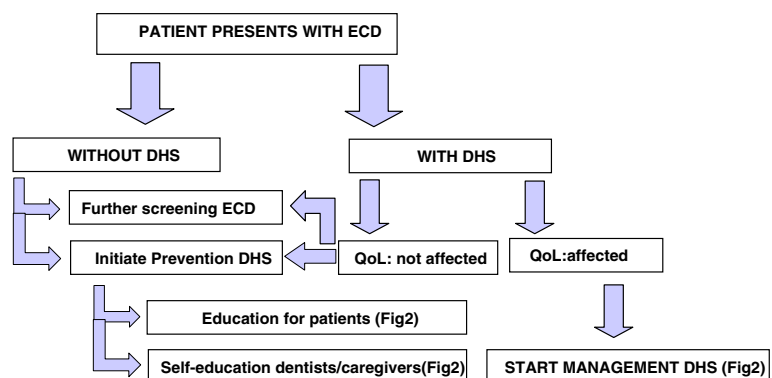 PATIENT PRESENTS WITH ECD
WITHOUT DHS
WITH DHS
Further screening ECD
Initiate Prevention DHS
QoL: not affected
QoL:affected
Education for patients (Fig2)
Self-education dentists/caregivers(Fig2)
START MANAGEMENT DHS (Fig2)